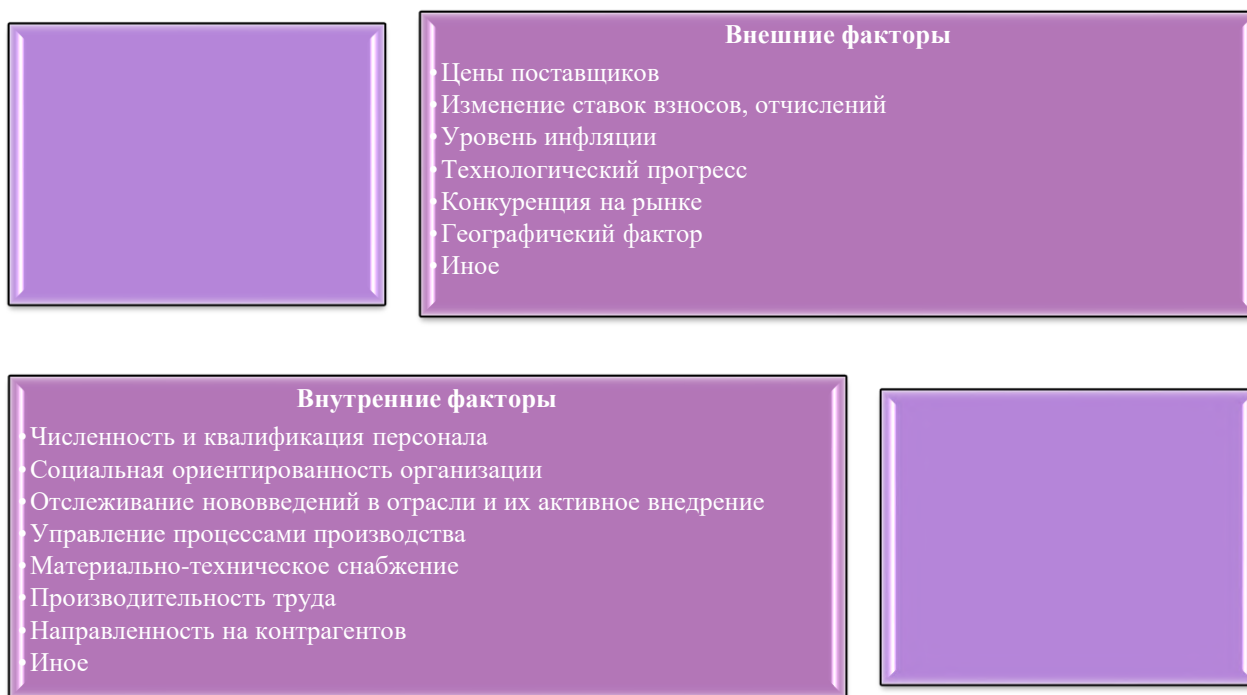 Внешние факторы
•Цены поставщиков
•Изменение ставок взносов, отчислений
•Уровень инфляции
•Технологический прогресс
•Конкуренция на рынке
•Географичекий фактор
•Иное
Внутренние факторы
•Численность и квалификация персонала
•Социальная ориентированность организации
•Отслеживание нововведений в отрасли и их активное внедрение
•Управление процессами производства
•Материально-техническое снабжение
•Производительность труда
•Направленность на контрагентов
•Иное